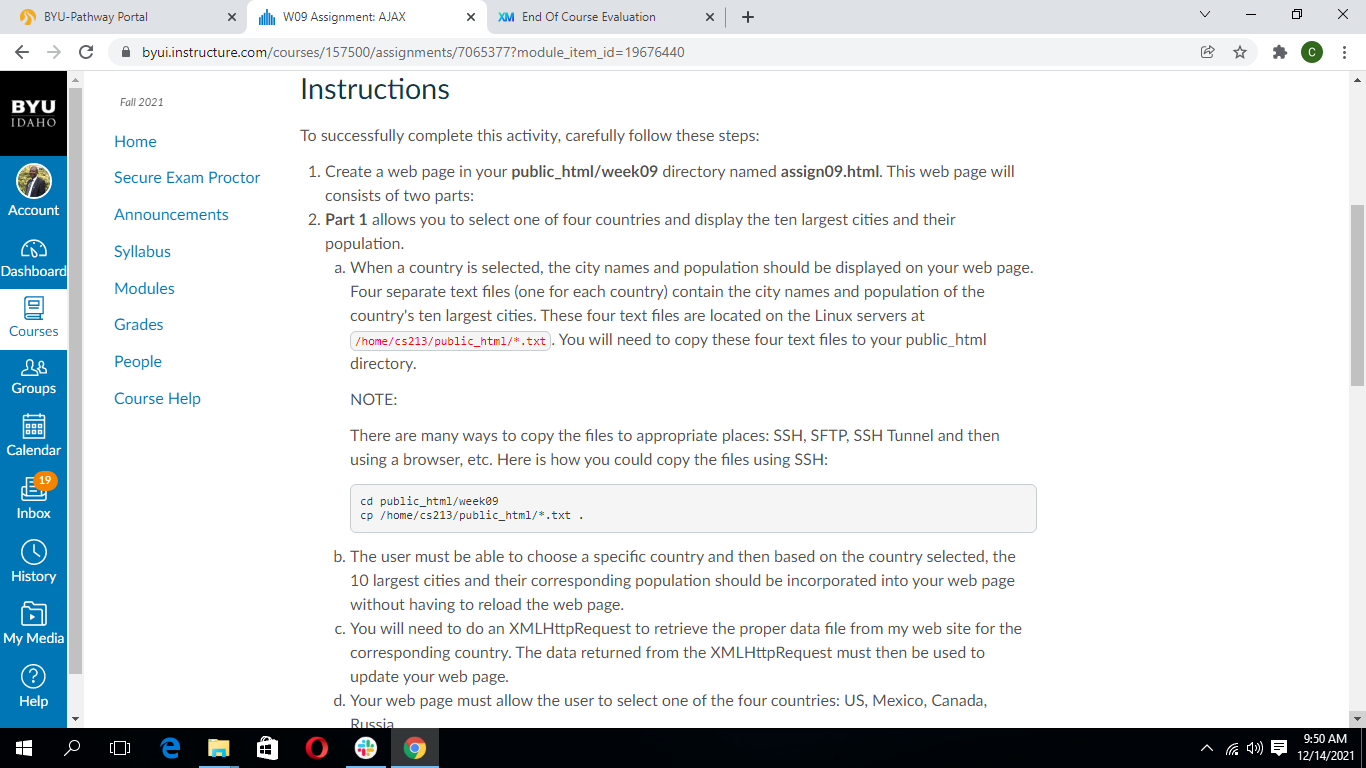 BYU-Pathway Portal
W09 Assignment: AJAX
XM End Of Course Evaluation
byui.instructure.com/courses/157500/assignments/7065377?module_item_id=19676440
C
BYU
IDAHO
Account
Dashboard
Courses
Groups
Calendar
19
Inbox
History
My Media
Help
Fall 2021
Home
Secure Exam Proctor
Announcements
Syllabus
Modules
Grades
People
Course Help
Instructions
To successfully complete this activity, carefully follow these steps:
1. Create a web page in your public_html/week09 directory named assign09.html. This web page will
consists of two parts:
2. Part 1 allows you to select one of four countries and display the ten largest cities and their
population.
a. When a country is selected, the city names and population should be displayed on your web page.
Four separate text files (one for each country) contain the city names and population of the
country's ten largest cities. These four text files are located on the Linux servers at
/home/cs213/public_html/*.txt . You will need to copy these four text files to your public_html
directory.
NOTE:
There are many ways to copy the files to appropriate places: SSH, SFTP, SSH Tunnel and then
using a browser, etc. Here is how you could copy the files using SSH:
cd public_html/week09
cp /home/cs213/public_html/*.txt .
b. The user must be able to choose a specific country and then based on the country selected, the
10 largest cities and their corresponding population should be incorporated into your web page
without having to reload the web page.
c. You will need to do an XMLHttpRequest to retrieve the proper data file from my web site for the
corresponding country. The data returned from the XMLHttpRequest must then be used to
update your web page.
d. Your web page must allow the user to select one of the four countries: US, Mexico, Canada,
Russia
9:50 AM
12/14/2021